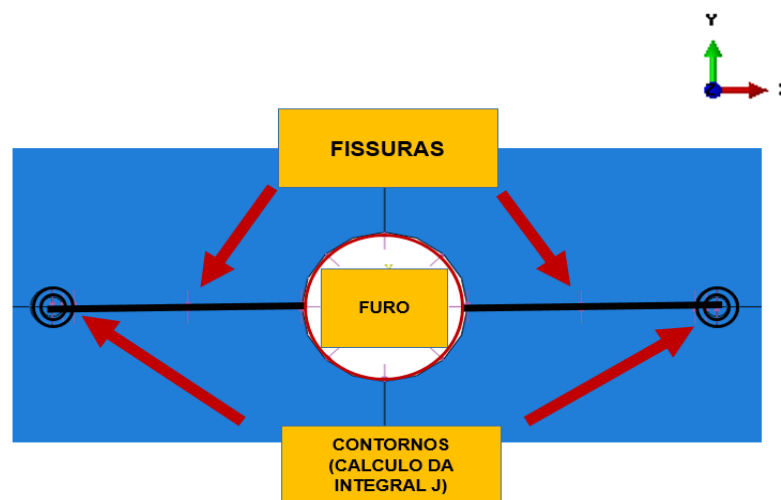 Y
X
FISSURAS
FURO
CONTORNOS
(CALCULO DA
INTEGRAL J)